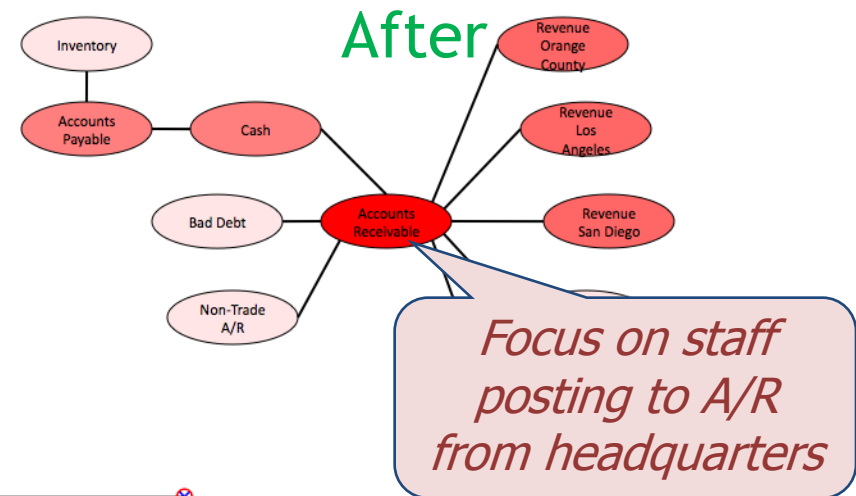 After
Inventory
Revenue
Orange
County
Accounts
Payable
Cash
Revenue
Los
Angeles
Bad Debt
Accounts
Receivable
Revenue
San Diego
Non-Trade
A/R
Focus on staff
posting to A/R
from headquarters